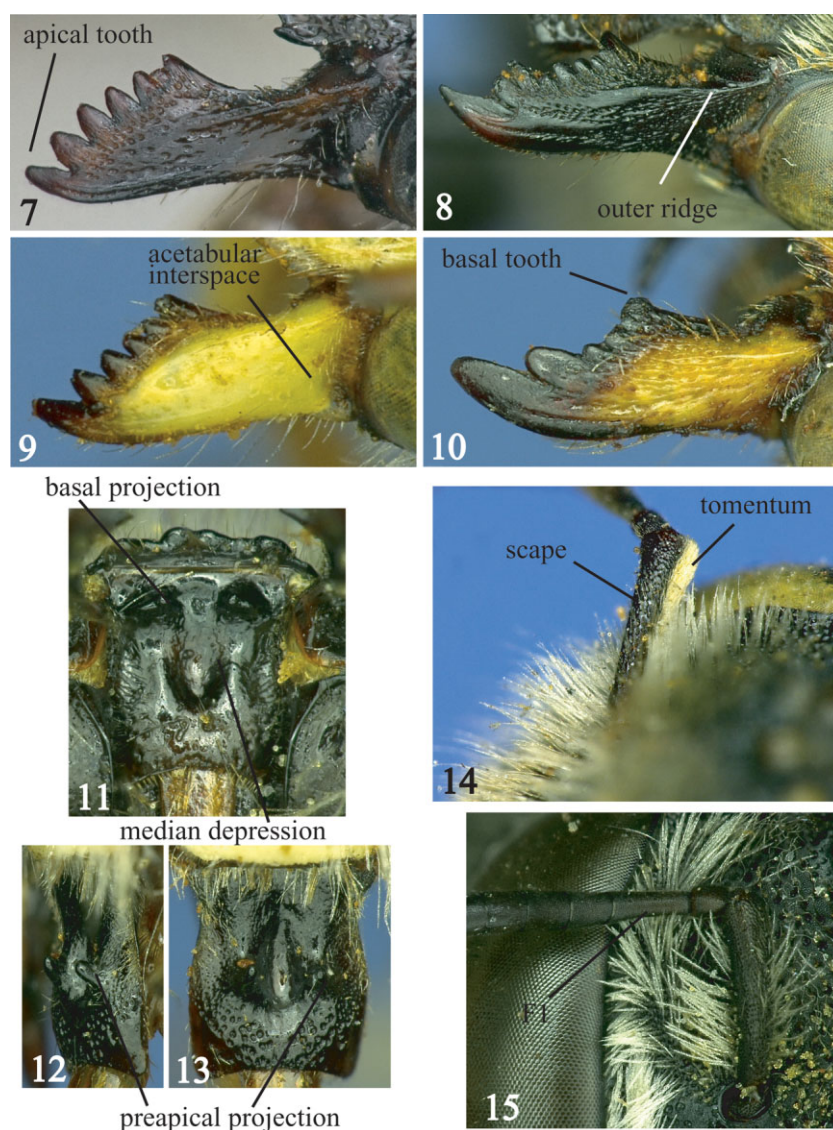 apical tooth
7
8
outer ridge
acetabular
interspace
basal tooth
9
10
basal projection
tomentum
scape
11
14
median depression
12
13
F1
preapical projection
15